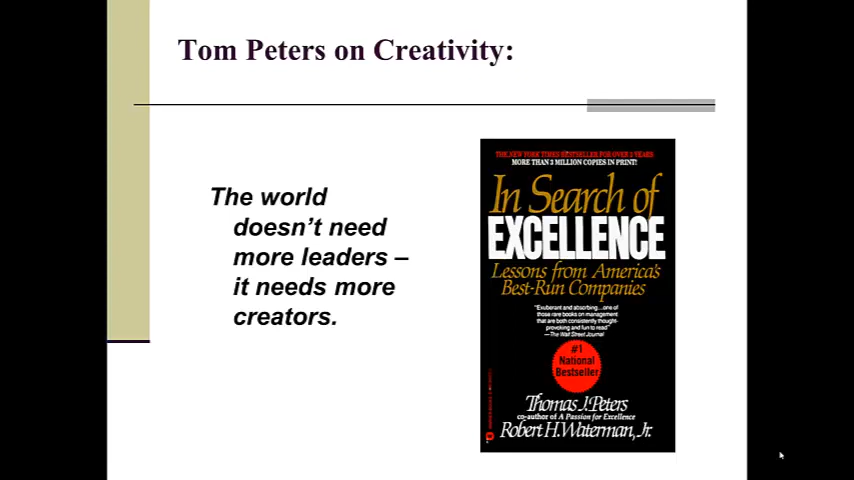 Tom Peters on Creativity:
The world
doesn’t need
more leaders –
it needs more
creators.
THE NEW YORK TIMES BESTSELLER FOR OVER 3 YEARS
MORE THAN 3 MILLION COPIES IN PRINT!
In Search of
EXCELLENCE
Lessons from America's
Best-Run Companies
"Exuberant and absorbing...one of
those rare books on management
that are both consistently thought-
provoking and fun to read"
—The Wall Street Journal
#1
National
Bestseller
Thomas J. Peters
co-author of A Passion for Excellence
Robert H. Waterman, Jr.